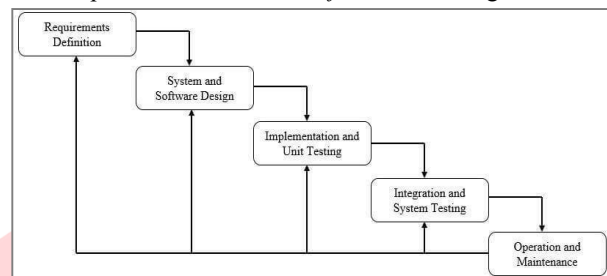 Requirements
Definition
System and
Software Design
Implementation and
Unit Testing
Integration and
System Testing
Operation and
Maintenance